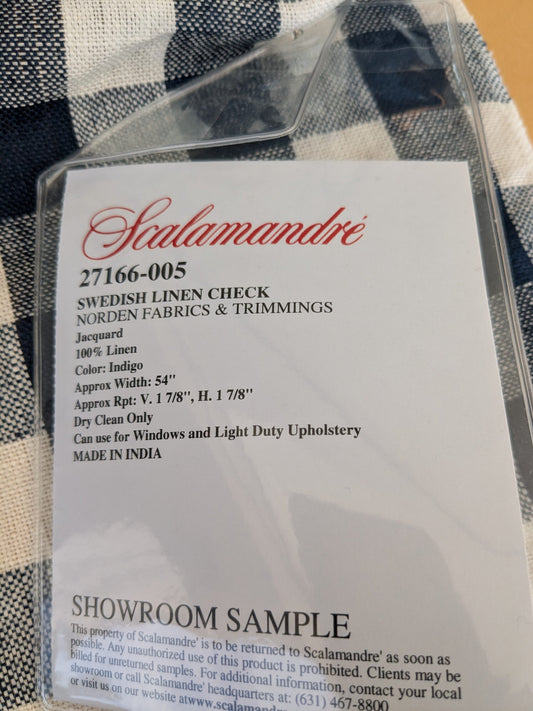 Scalamandré
27166-005
SWEDISH LINEN CHECK
NORDEN FABRICS & TRIMMINGS
Jacquard
100% Linen
Color: Indigo
Approx Width: 54"
Approx Rpt: V. 1 7/8", H. 1 7/8"
Dry Clean Only
Can use for Windows and Light Duty Upholstery
MADE IN INDIA
SHOWROOM SAMPLE
This property of Scalamandre' is to be returned to Scalamandre' as soon as
possible. Any unauthorized use of this product is prohibited. Clients may be
billed for unreturned samples. For additional information, contact your local
showroom or call Scalamandre' headquarters at: (631) 467-8800
or visit us on our website atwww.scalamandre